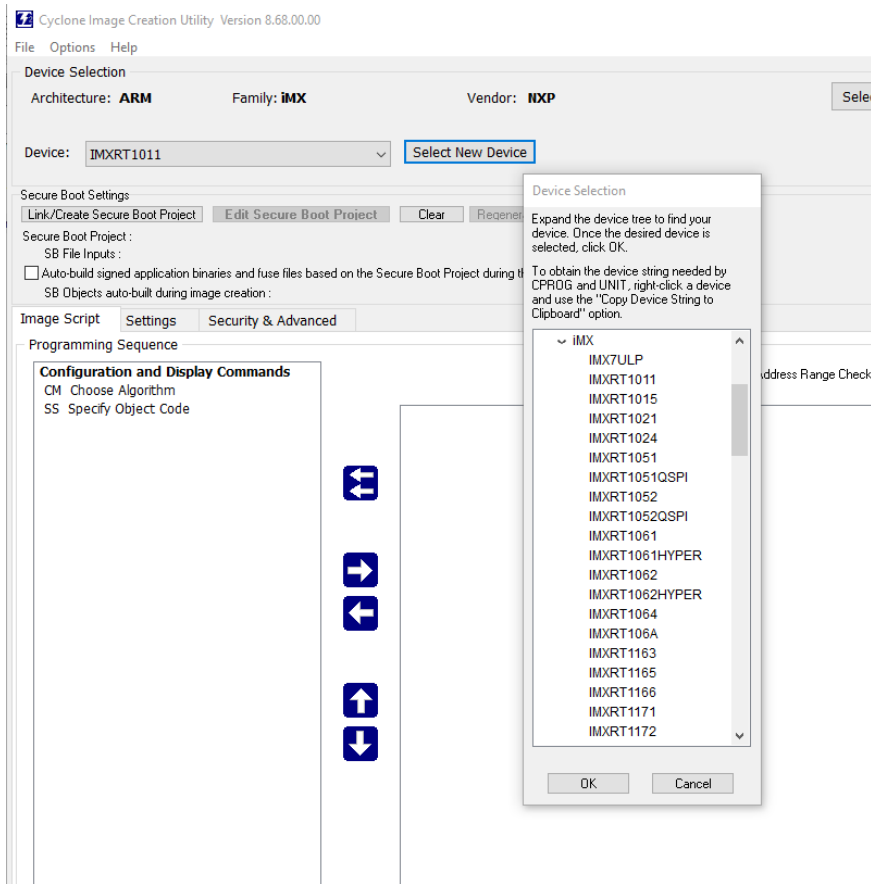 Cyclone Image Creation Utility Version 8.68.00.00
File Options Help
Device Selection
Architecture: ARM Family: iMX Vendor: NXP
Device: IMXRT1011 Select New Device
Secure Boot Settings
Link/Create Secure Boot Project Edit Secure Boot Project Clear
Secure Boot Project :
SB File Inputs :
Auto-build signed application binaries and fuse files based on the Secure Boot Project during
SB Objects auto-built during image creation :
Image Script Settings Security & Advanced
Programming Sequence
Configuration and Display Commands
CM Choose Algorithm
SS Specify Object Code
Address Range Check
Device Selection
Expand the device tree to find your
device. Once the desired device is
selected, click OK.
To obtain the device string needed by
CPROG and UNIT, right-click a device
and use the "Copy Device String to
Clipboard" option.
iMX
IMX7ULP
IMXRT1011
IMXRT1015
IMXRT1021
IMXRT1024
IMXRT1051
IMXRT1051QSPI
IMXRT1052
IMXRT1052QSPI
IMXRT1061
IMXRT1061HYPER
IMXRT1062
IMXRT1062HYPER
IMXRT1064
IMXRT106A
IMXRT1163
IMXRT1165
IMXRT1166
IMXRT1171
IMXRT1172
OK Cancel